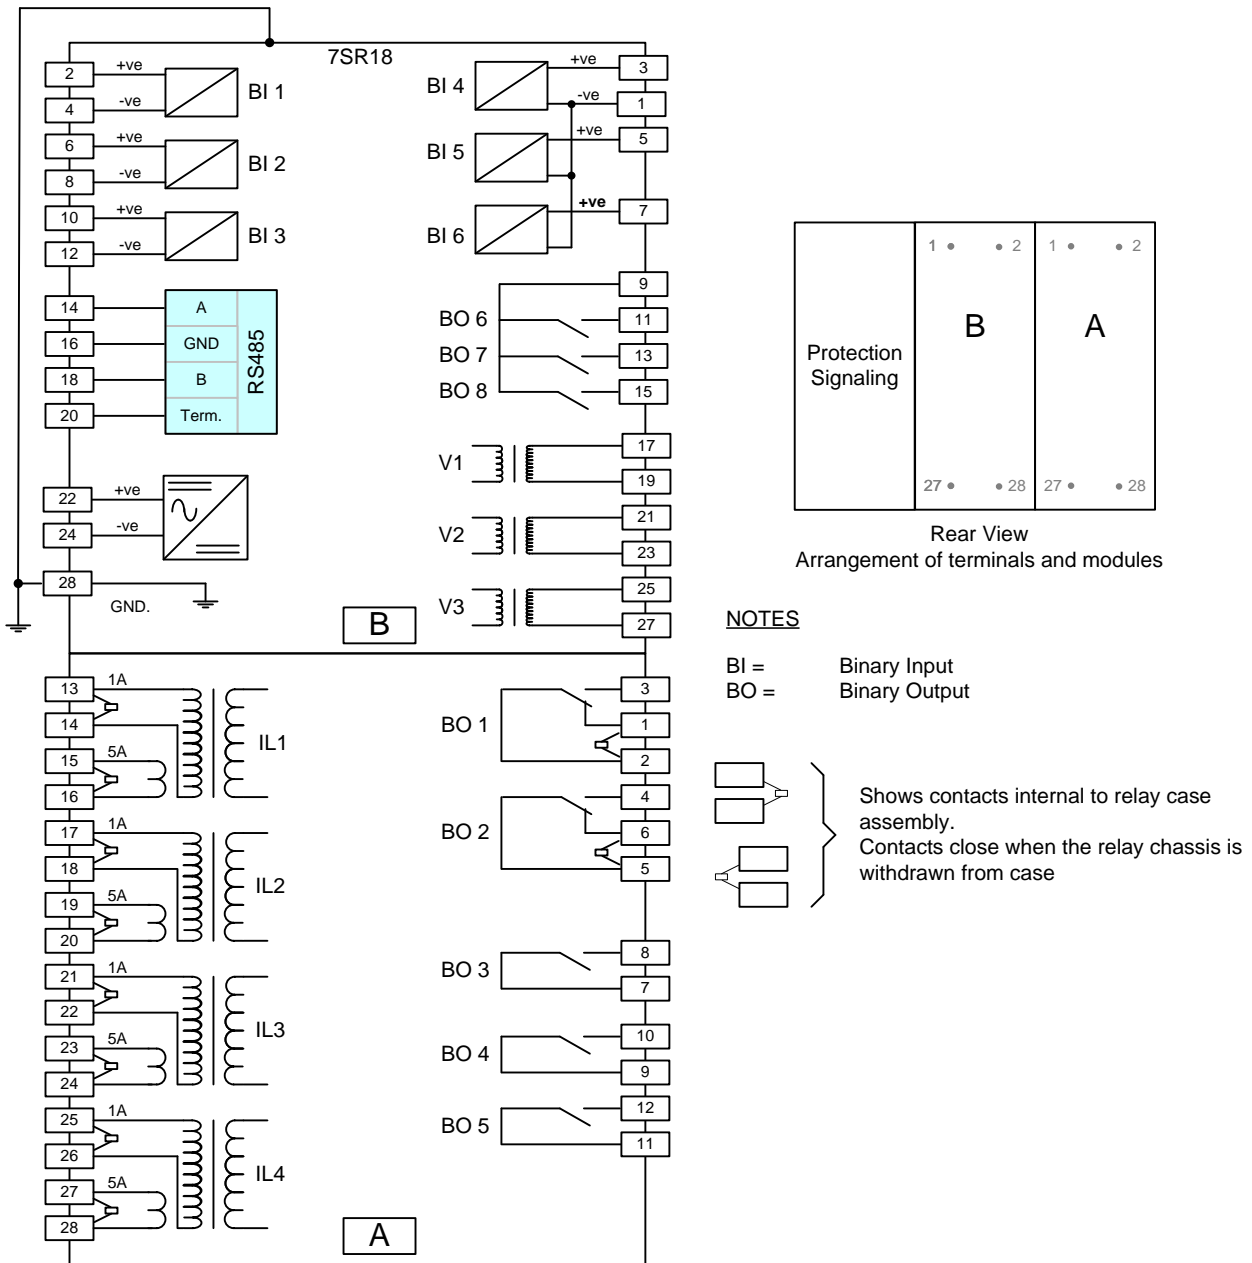 7SR18
2 +ve BI 1
4 -ve
6 +ve BI 2
8 -ve
10 +ve BI 3
12 -ve
14 A
16 GND
18 B
20 Term.
RS485
22 +ve
24 -ve
28 GND.
BI 4 +ve 3
-ve 1
BI 5 +ve 5
BI 6 +ve 7
9
BO 6 11
BO 7 13
BO 8 15
V1 17
19
V2 21
23
V3 25
27
B
13 1A IL1
14
15 5A
16
17 1A IL2
18
19 5A
20
21 1A IL3
22
23 5A
24
25 1A IL4
26
27 5A
28
BO 1 3
1
2
BO 2 4
6
5
BO 3 8
7
BO 4 10
9
BO 5 12
11
A
1 2 1 2
B A
Protection
Signaling
27 28 27 28
Rear View
Arrangement of terminals and modules
NOTES
BI = Binary Input
BO = Binary Output
Shows contacts internal to relay case
assembly.
Contacts close when the relay chassis is
withdrawn from case